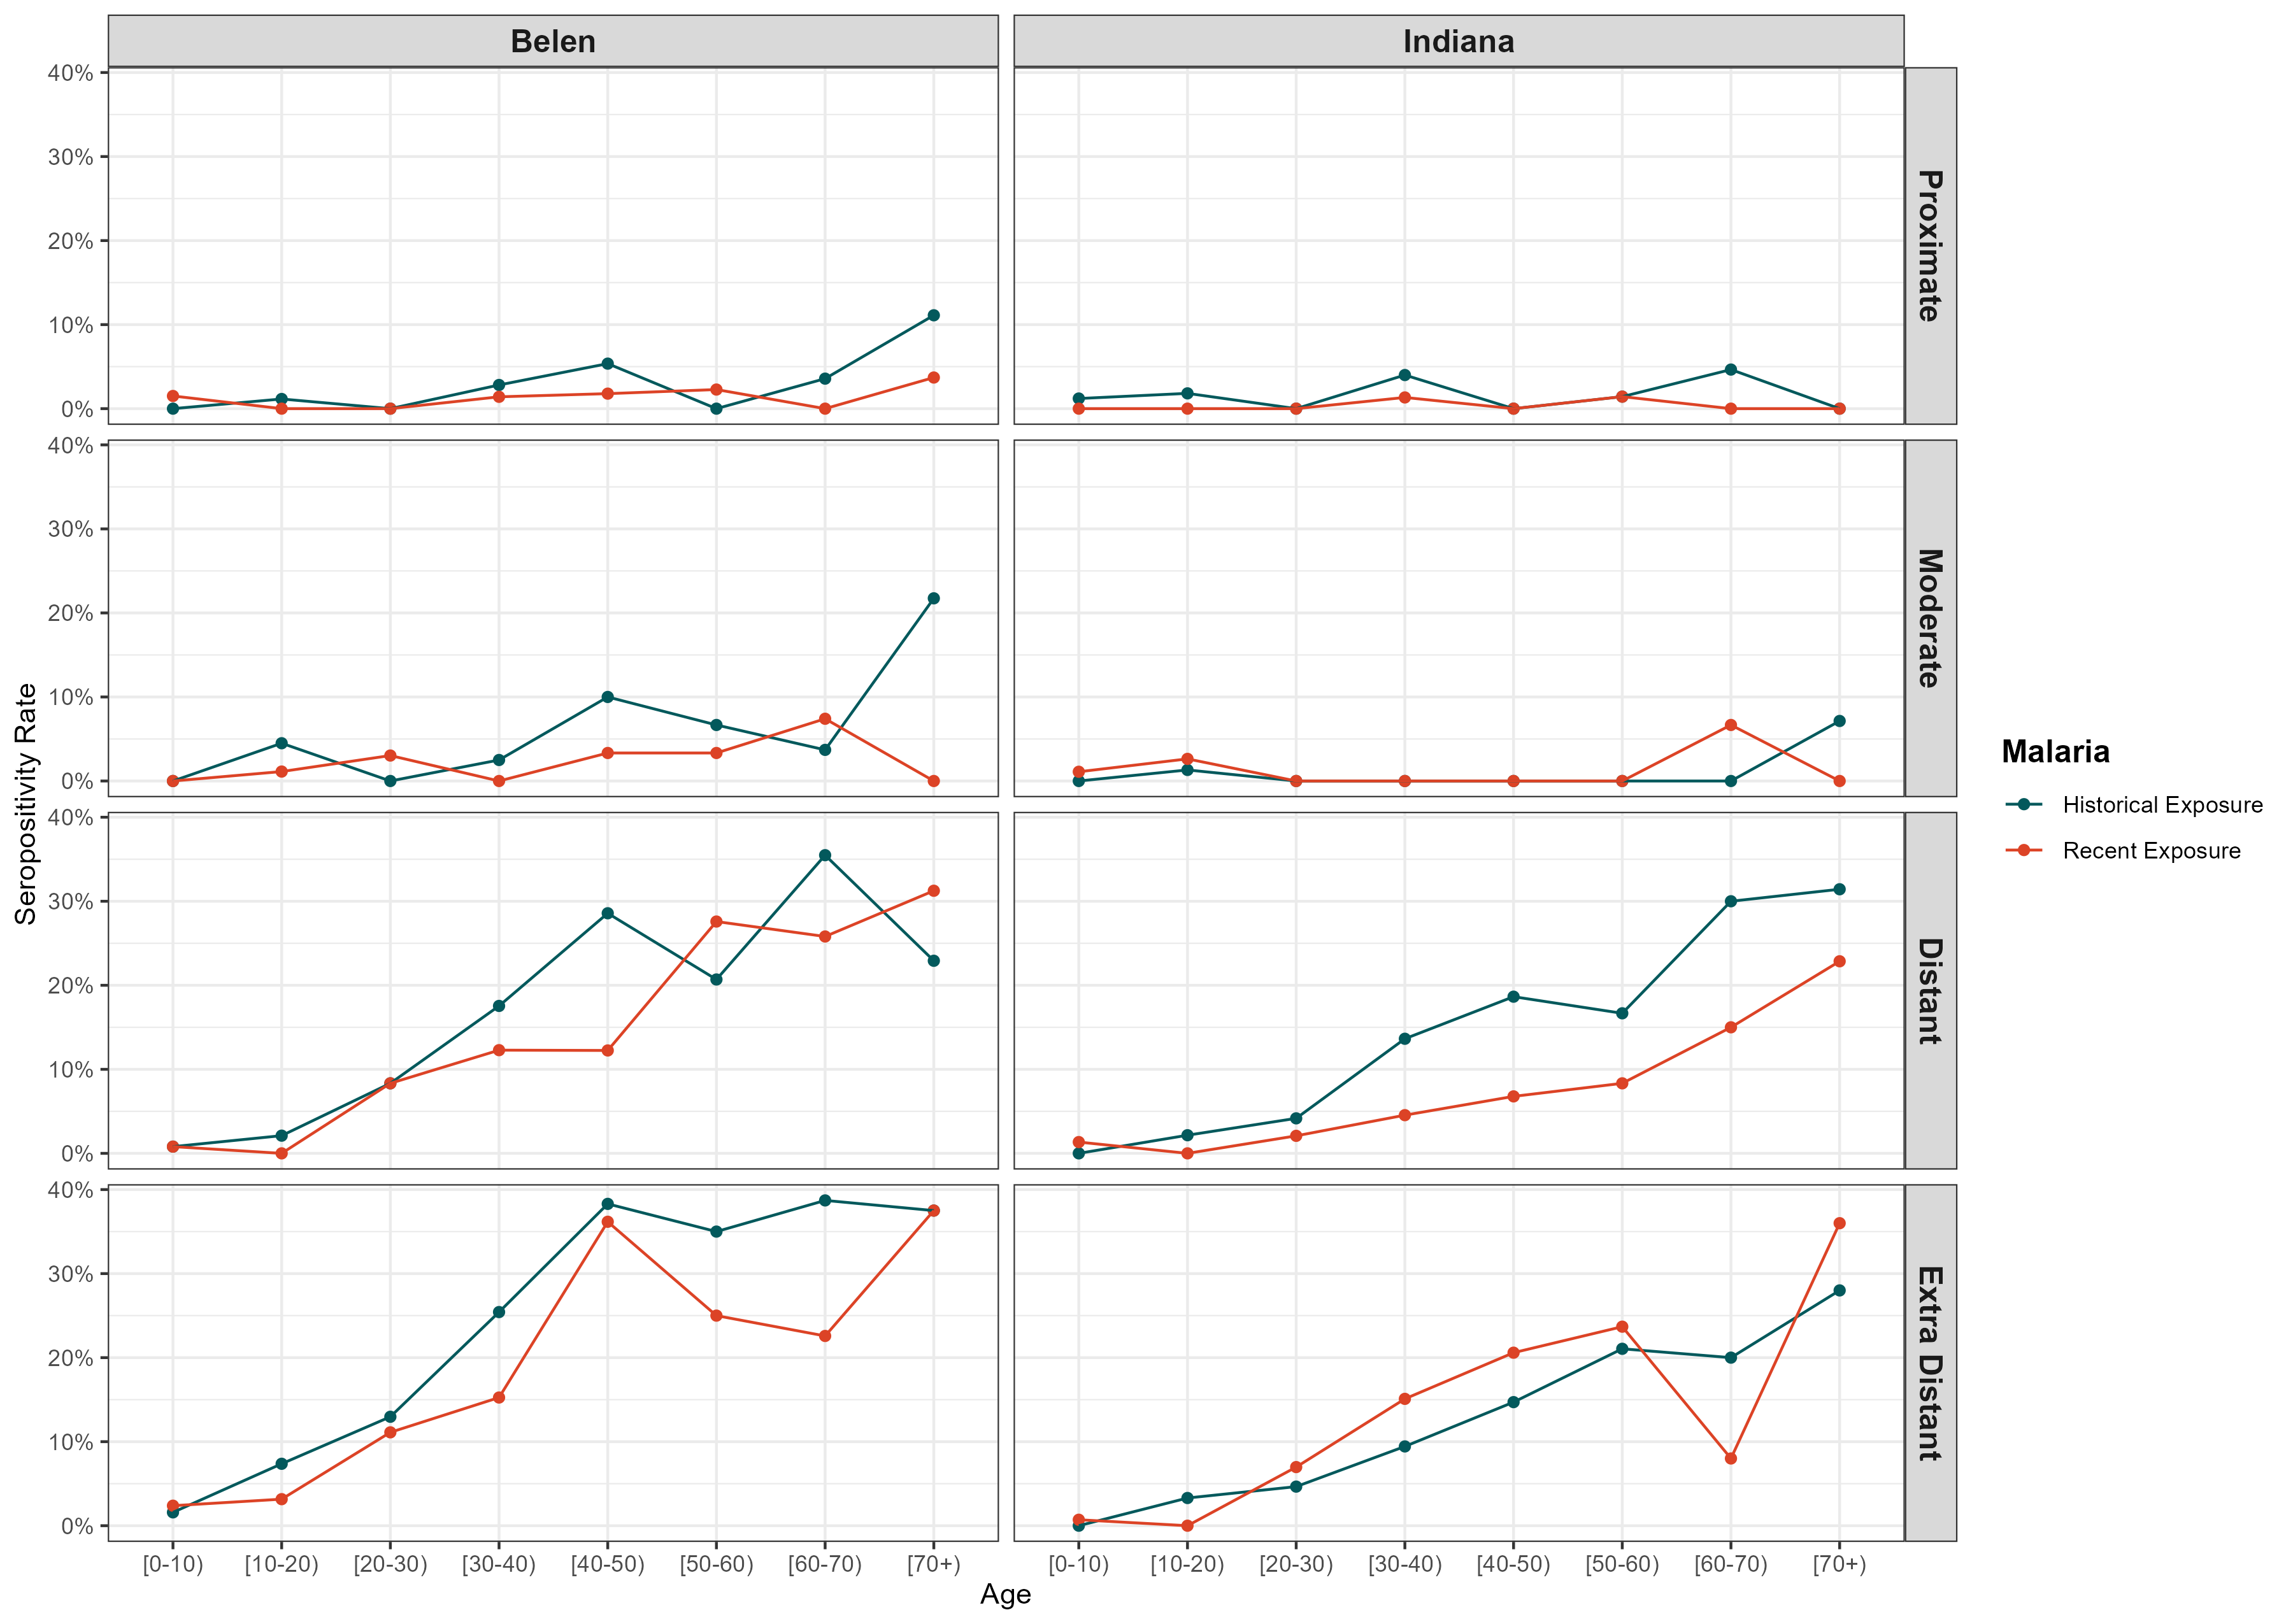 Belen
Indiana
40%
30%
20%
10%
0%
Proximate
40%
30%
20%
10%
0%
Moderate
40%
30%
20%
10%
0%
Distant
40%
30%
20%
10%
0%
Extra Distant
Seropositivity Rate
[0-10) [10-20) [20-30) [30-40) [40-50) [50-60) [60-70) [70+)
[0-10) [10-20) [20-30) [30-40) [40-50) [50-60) [60-70) [70+)
Age
Malaria
Historical Exposure
Recent Exposure